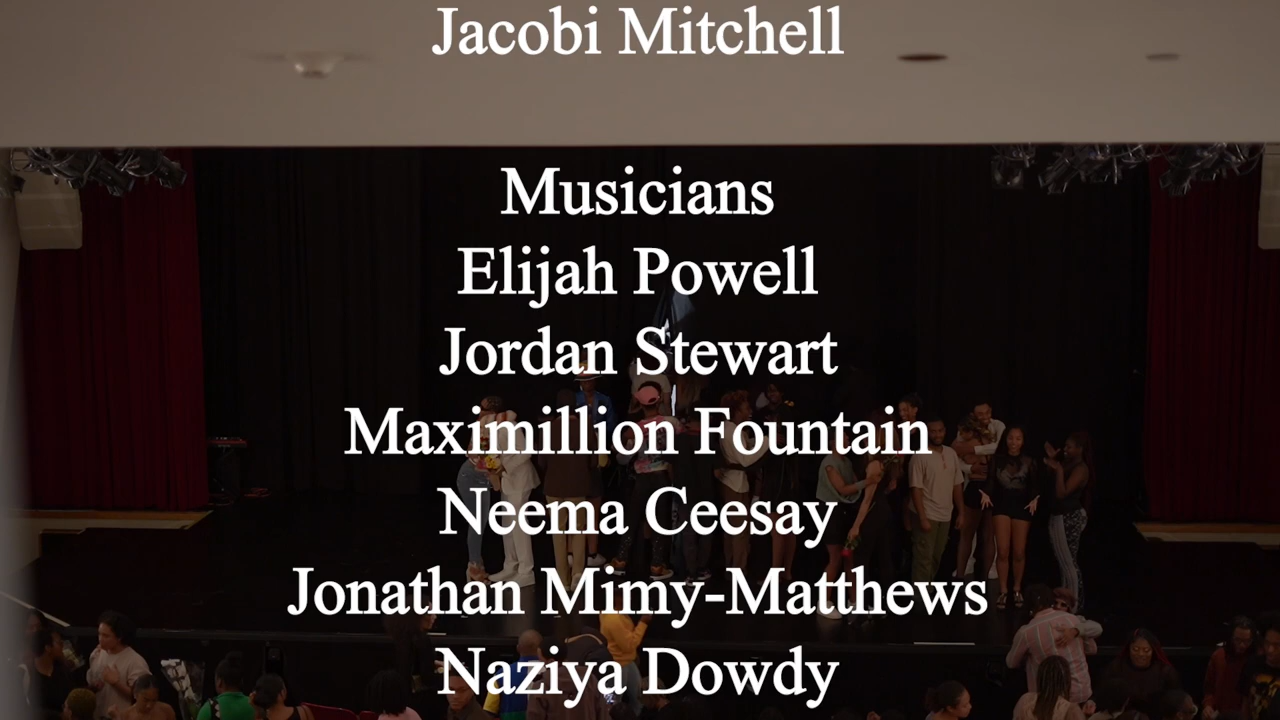 Jacobi Mitchell
Musicians
Elijah Powell
Jordan Stewart
Maximillion Fountain
Neema Ceesay
Jonathan Mimy-Matthews
Naziya Dowdy